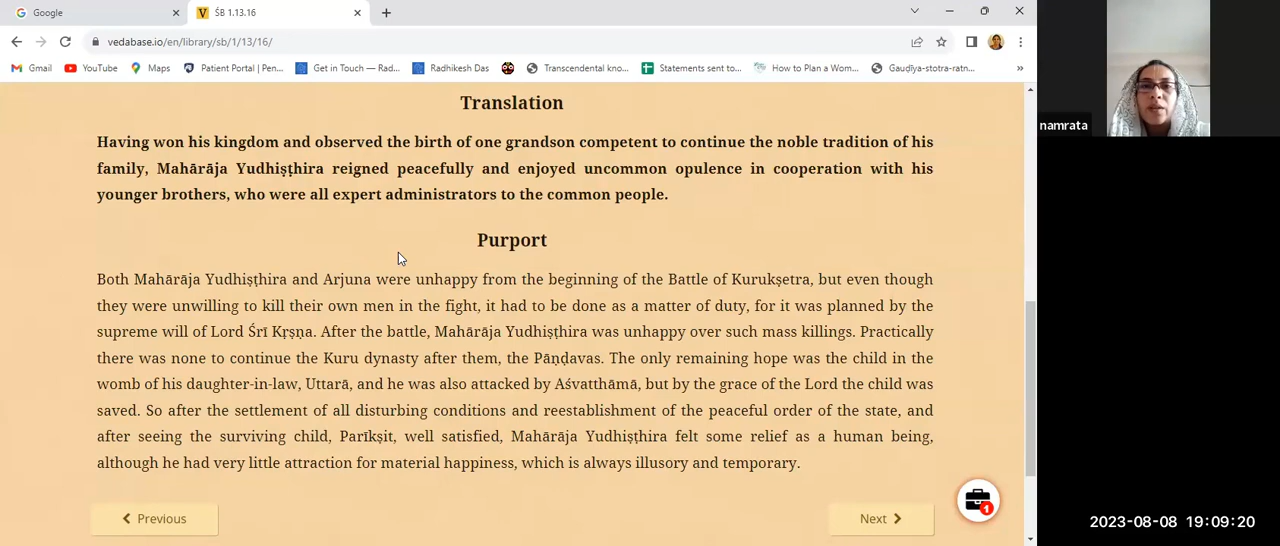 Google
ŚB 1.13.16
vedabase.io/en/library/sb/1/13/16/
Gmail
YouTube
Maps
Patient Portal | Pen...
Get in Touch — Rad...
Radhikesh Das
Transcendental kno...
Statements sent to...
How to Plan a Wom...
Gauḍīya-stotra-ratn...
»
Translation
Having won his kingdom and observed the birth of one grandson competent to continue the noble tradition of his
family, Mahārāja Yudhiṣṭhira reigned peacefully and enjoyed uncommon opulence in cooperation with his
younger brothers, who were all expert administrators to the common people.
Purport
Both Mahārāja Yudhiṣṭhira and Arjuna were unhappy from the beginning of the Battle of Kurukṣetra, but even though
they were unwilling to kill their own men in the fight, it had to be done as a matter of duty, for it was planned by the
supreme will of Lord Śrī Kṛṣṇa. After the battle, Mahārāja Yudhiṣṭhira was unhappy over such mass killings. Practically
there was none to continue the Kuru dynasty after them, the Pāṇḍavas. The only remaining hope was the child in the
womb of his daughter-in-law, Uttarā, and he was also attacked by Aśvatthāmā, but by the grace of the Lord the child was
saved. So after the settlement of all disturbing conditions and reestablishment of the peaceful order of the state, and
after seeing the surviving child, Parīkṣit, well satisfied, Mahārāja Yudhiṣṭhira felt some relief as a human being,
although he had very little attraction for material happiness, which is always illusory and temporary.
Previous
Next
1
namrata
2023-08-08 19:09:20